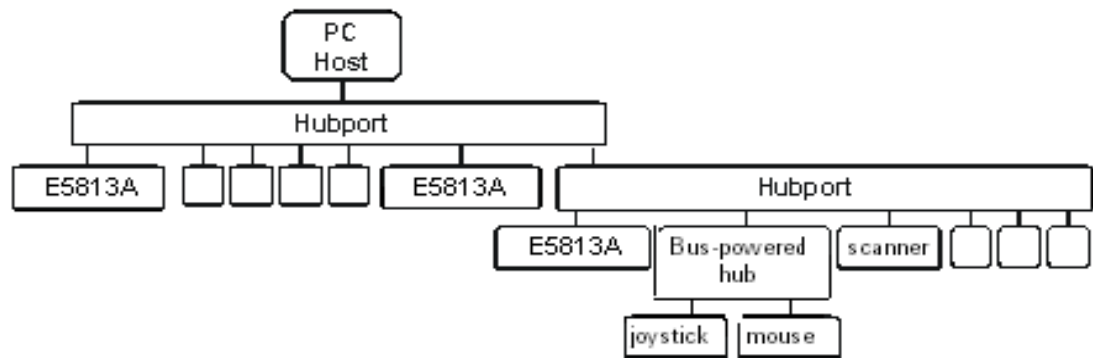 PC
Host
Hubport
E5813A
E5813A
Hubport
E5813A
Bus-powered
hub
scanner
joystick
mouse